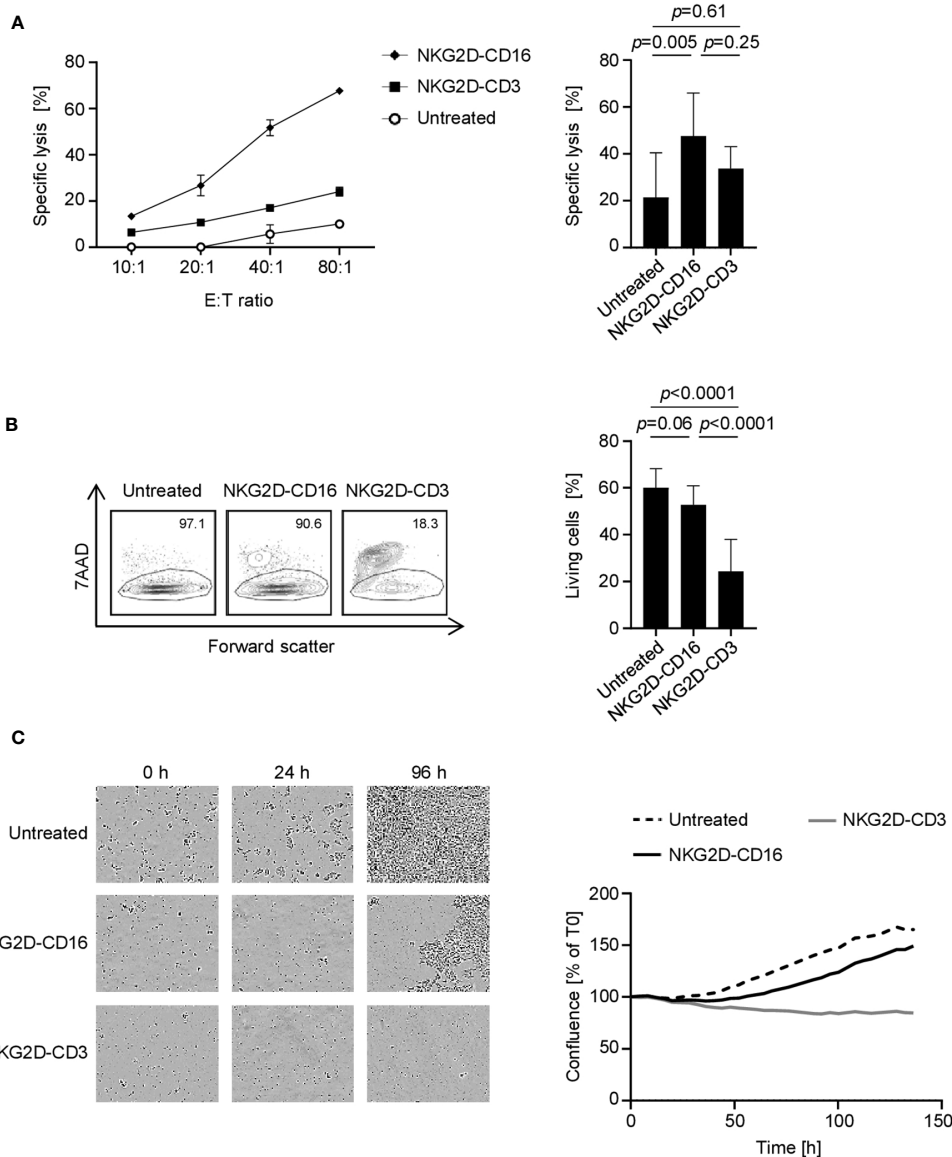 A
Specific lysis [%]
80
60
40
20
0
10:1
20:1
40:1
80:1
E:T ratio
NKG2D-CD16
NKG2D-CD3
Untreated
p=0.61
p=0.005
p=0.25
Specific lysis [%]
80
60
40
20
0
Untreated
NKG2D-CD16
NKG2D-CD3
B
Untreated
NKG2D-CD16
NKG2D-CD3
97.1
90.6
18.3
7AAD
Forward scatter
p<0.0001
p=0.06
p<0.0001
Living cells [%]
80
60
40
20
0
Untreated
NKG2D-CD16
NKG2D-CD3
C
0 h
24 h
96 h
Untreated
G2D-CD16
KG2D-CD3
Untreated
NKG2D-CD3
NKG2D-CD16
Confluence [% of T0]
200
150
100
50
0
0
50
100
150
Time [h]